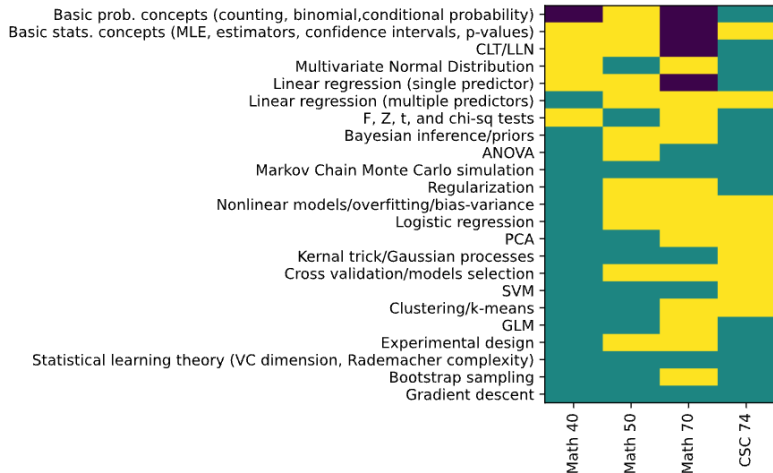 Basic prob. concepts (counting, binomial,conditional probability)
Basic stats. concepts (MLE, estimators, confidence intervals, p-values)
CLT/LLN
Multivariate Normal Distribution
Linear regression (single predictor)
Linear regression (multiple predictors)
F, Z, t, and chi-sq tests
Bayesian inference/priors
ANOVA
Markov Chain Monte Carlo simulation
Regularization
Nonlinear models/overfitting/bias-variance
Logistic regression
PCA
Kernal trick/Gaussian processes
Cross validation/models selection
SVM
Clustering/k-means
GLM
Experimental design
Statistical learning theory (VC dimension, Rademacher complexity)
Bootstrap sampling
Gradient descent
Math 40
Math 50
Math 70
CSC 74